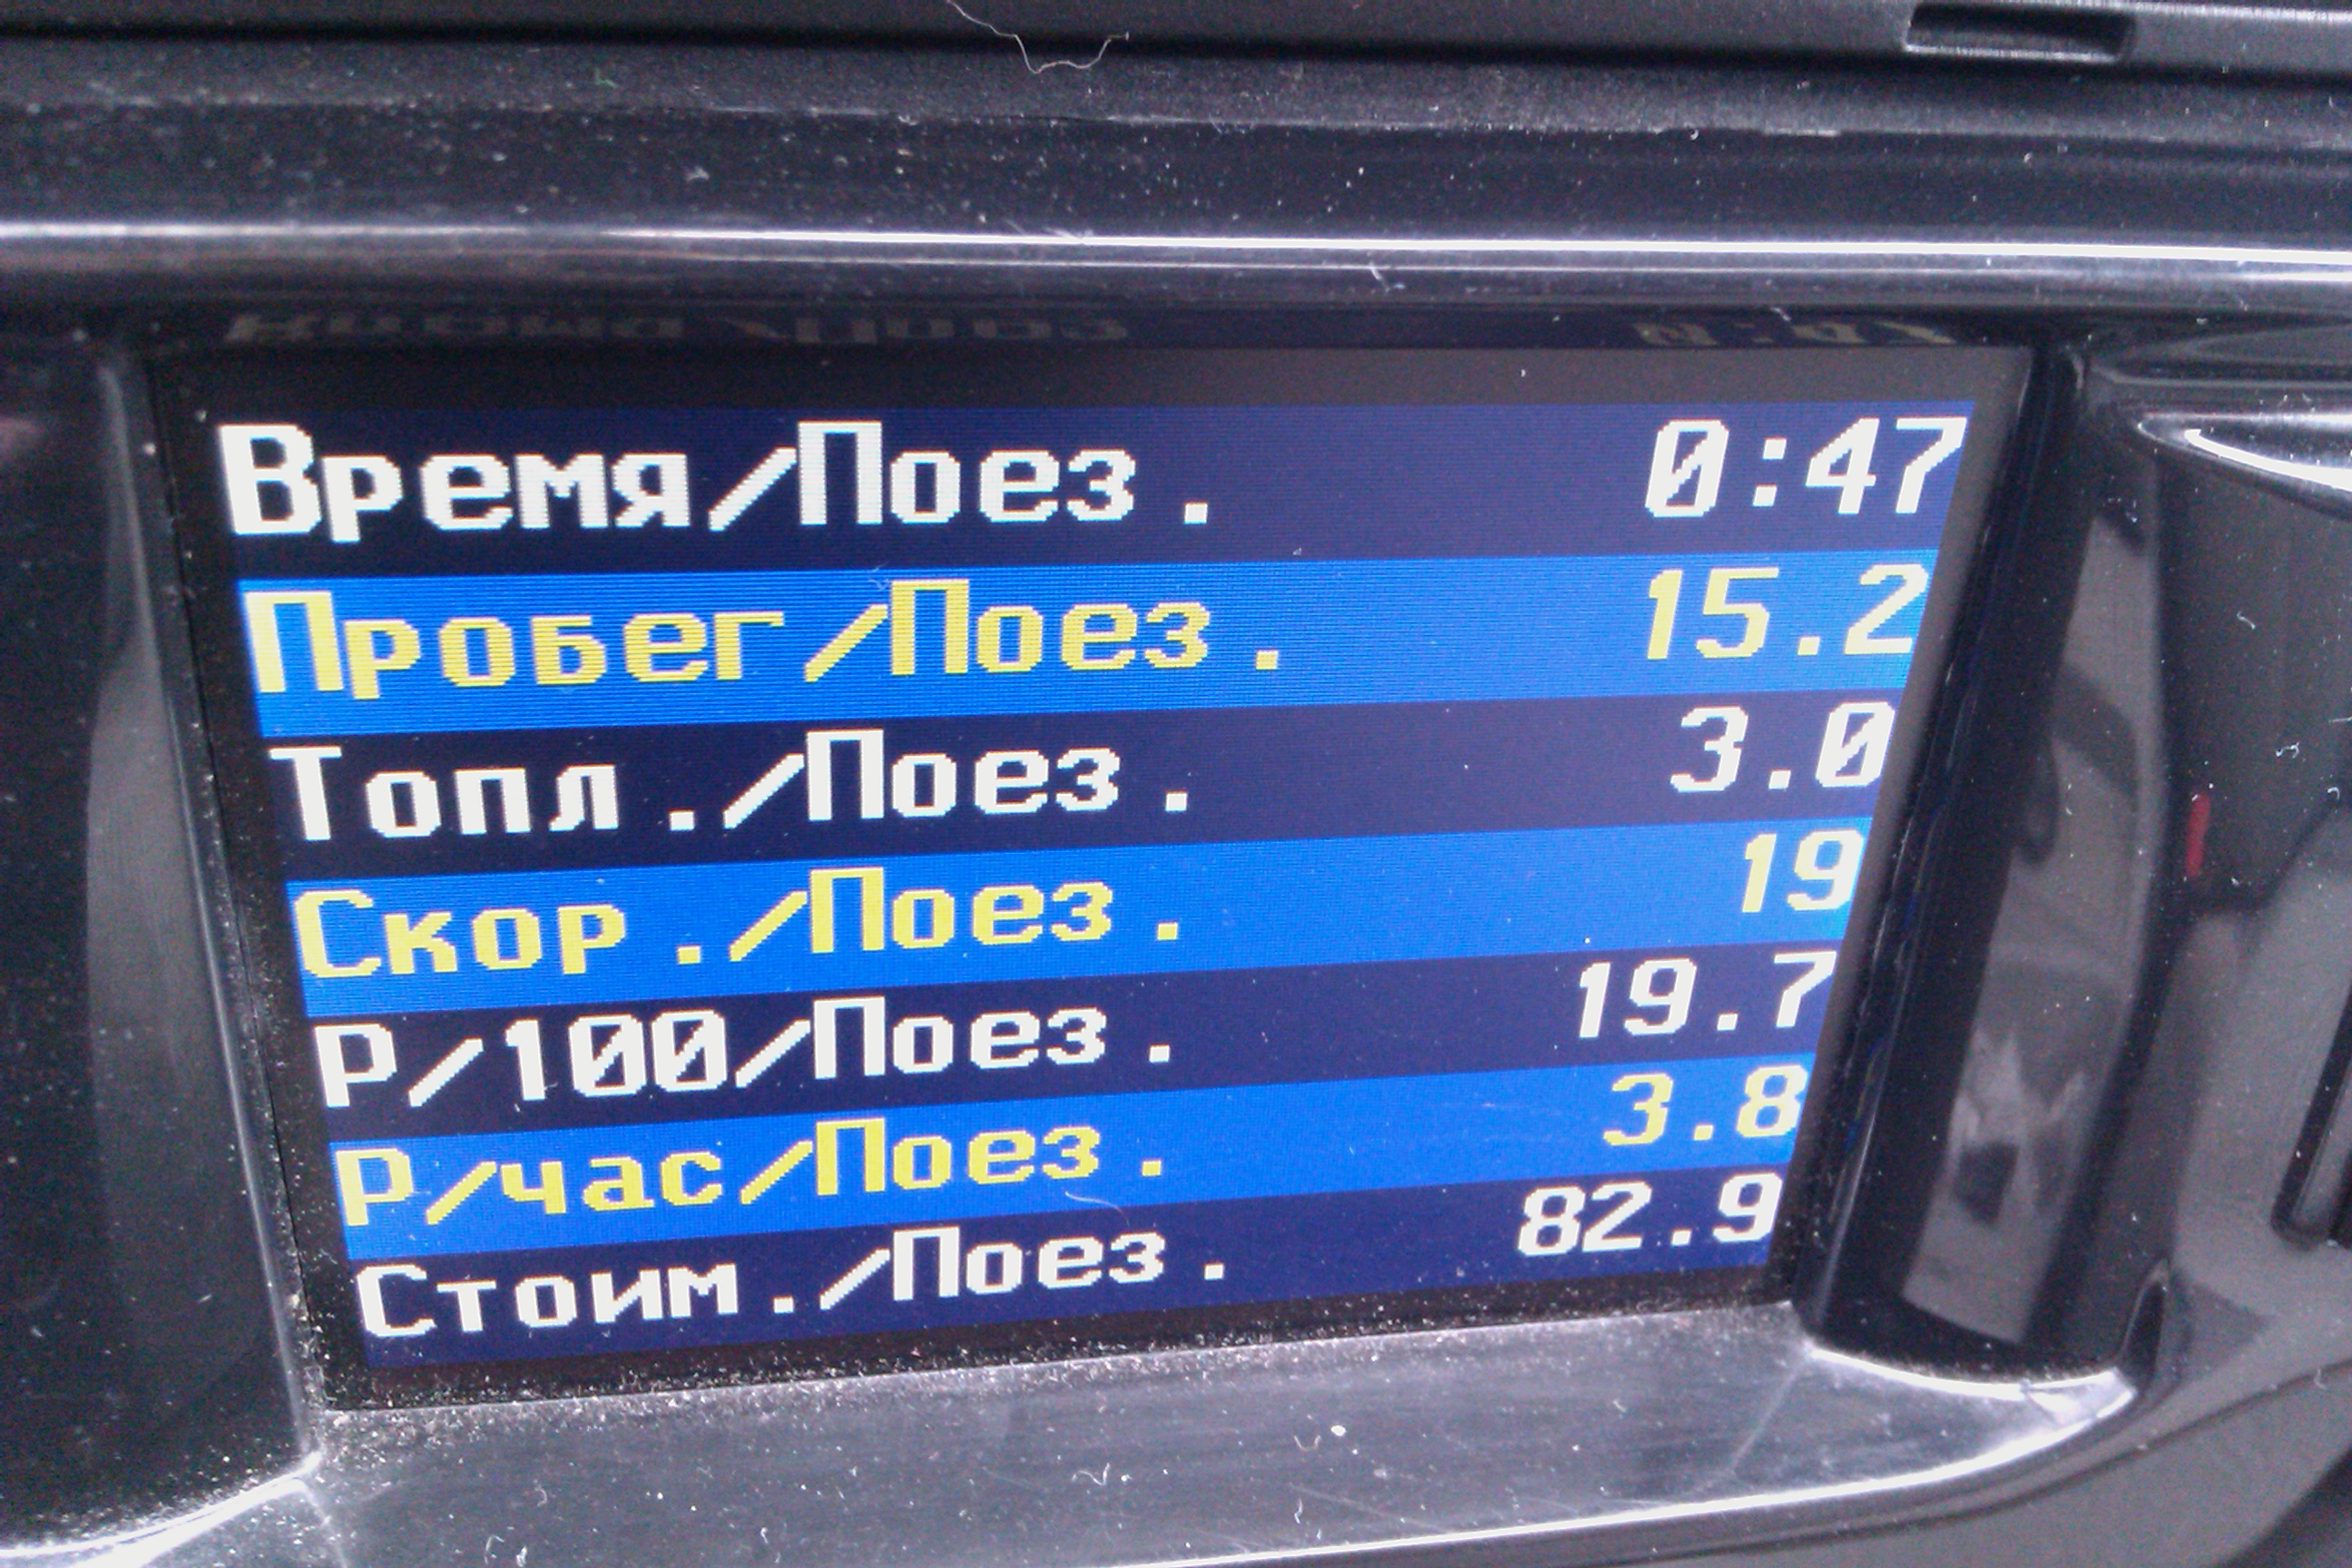 Время/Поез. 0:47
Пробег/Поез. 15.2
Топл./Поез. 3.0
Скор./Поез. 19
Р/100/Поез. 19.7
Р/час/Поез. 3.8
Стоим./Поез. 82.9